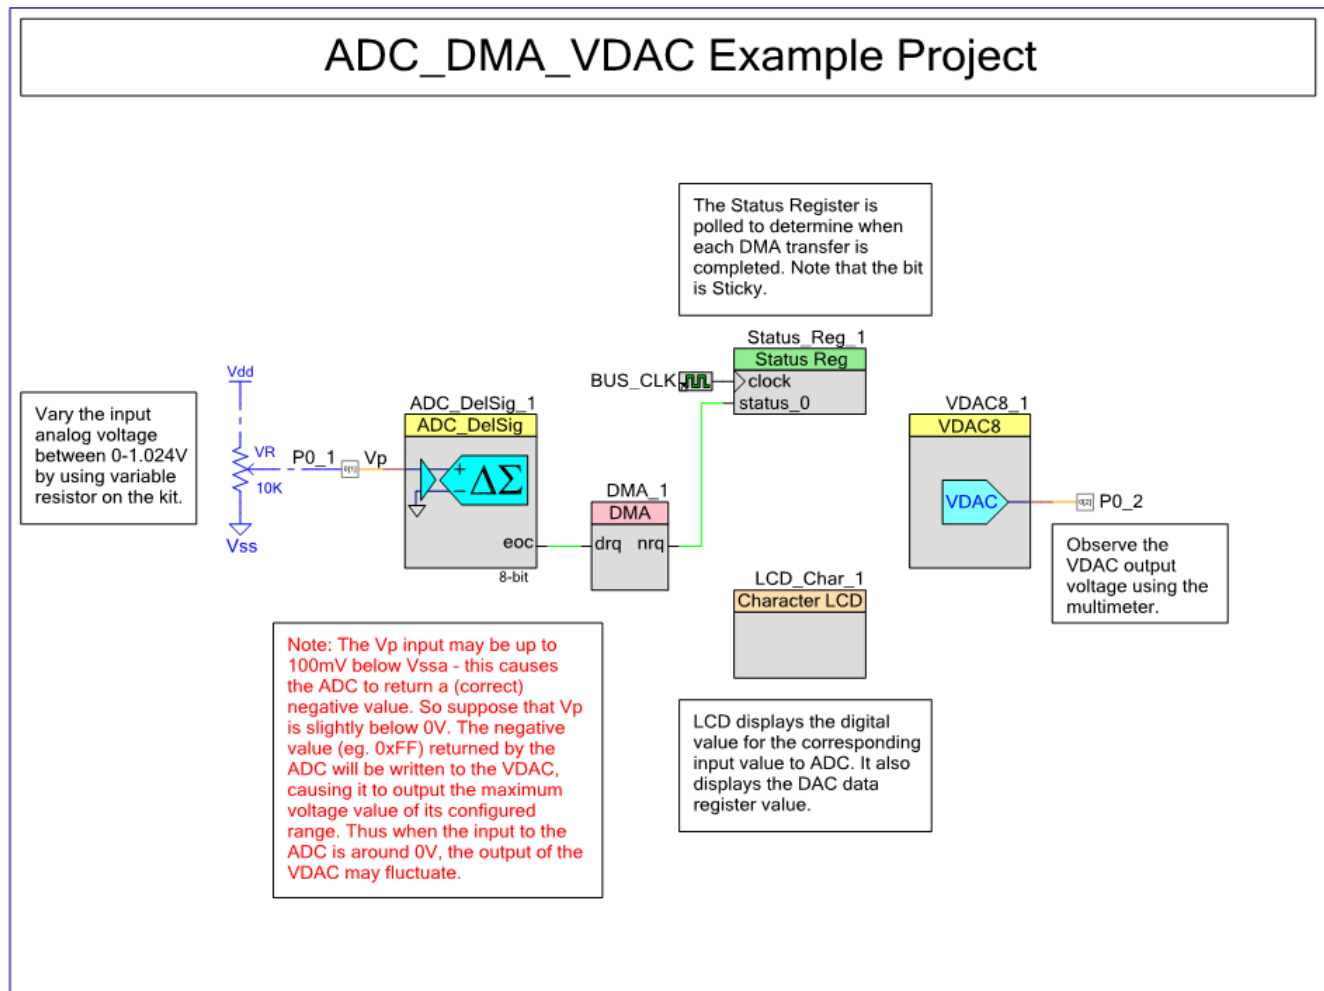 ADC_DMA_VDAC Example Project
The Status Register is
polled to determine when
each DMA transfer is
completed. Note that the bit
is Sticky.
Status_Reg_1
Status Reg
BUS_CLK
clock
status_0
Vary the input
analog voltage
between 0-1.024V
by using variable
resistor on the kit.
Vdd
VR
10K
Vss
P0_1
0[1]
Vp
ADC_DelSig_1
ADC_DelSig
+
−
ΔΣ
eoc
8-bit
DMA_1
DMA
drq nrq
VDAC8_1
VDAC8
VDAC
0[2]
P0_2
Observe the
VDAC output
voltage using the
multimeter.
LCD_Char_1
Character LCD
Note: The Vp input may be up to
100mV below Vssa - this causes
the ADC to return a (correct)
negative value. So suppose that Vp
is slightly below 0V. The negative
value (eg. 0xFF) returned by the
ADC will be written to the VDAC,
causing it to output the maximum
voltage value of its configured
range. Thus when the input to the
ADC is around 0V, the output of the
VDAC may fluctuate.
LCD displays the digital
value for the corresponding
input value to ADC. It also
displays the DAC data
register value.